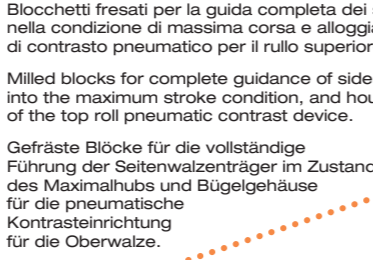 Blocchetti fresati per la guida completa dei
nella condizione di massima corsa e
di contrasto pneumatico per il rullo
Milled blocks for complete guidance of side
into the maximum stroke condition, and
of the top roll pneumatic contrast device.
Gefräste Blöcke für die vollständige
Führung der Seitenwalzenträger im Zustand
des Maximalhubs und Bügelgehäuse
für die pneumatische
Kontrasteinrichtung
für die Oberwalze.